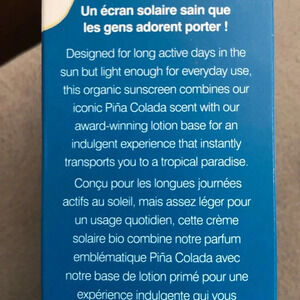 Un écran solaire sain que
les gens adorent porter !
Designed for long active days in the
sun but light enough for everyday use,
this organic sunscreen combines our
iconic Piña Colada scent with our
award-winning lotion base for an
indulgent experience that instantly
transports you to a tropical paradise.
Conçu pour les longues journées
actifs au soleil, mais assez léger pour
un usage quotidien, cette crème
solaire bio combine notre parfum
emblématique Piña Colada avec
notre base de lotion primé pour une
expérience indulgente qui vous